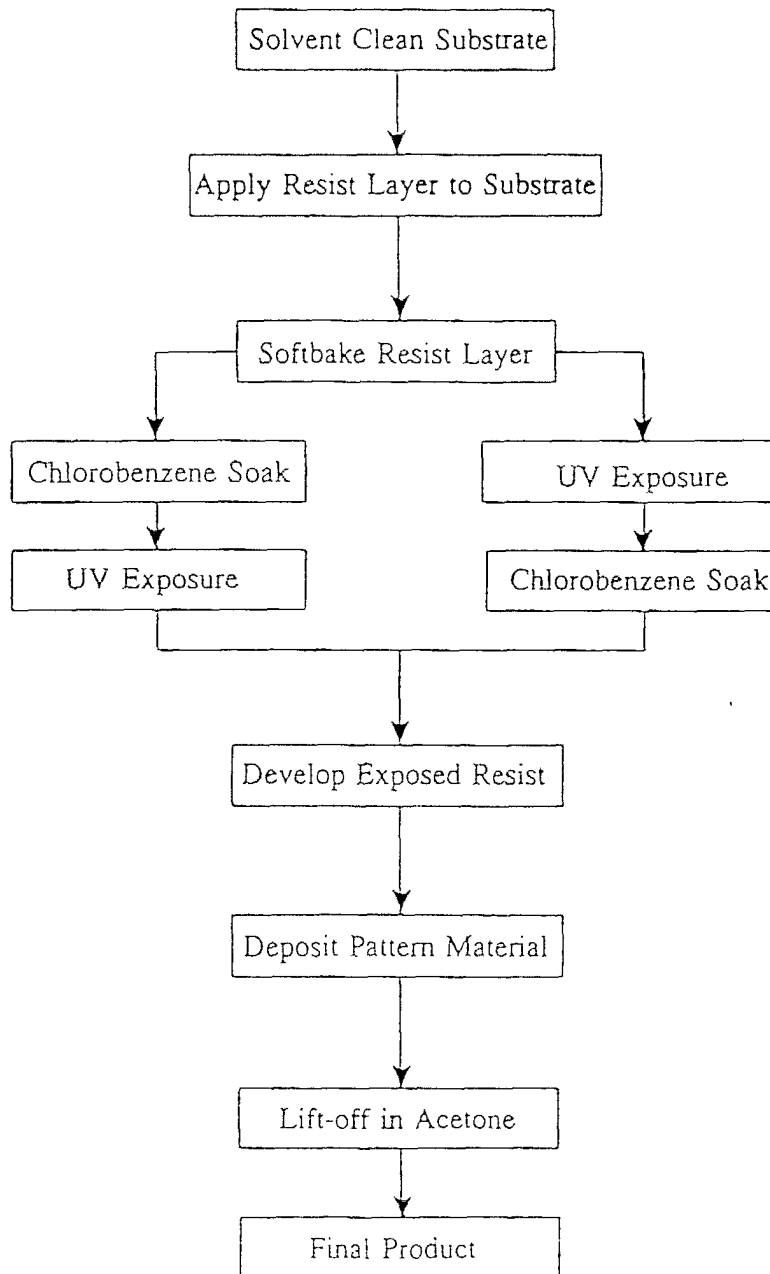 Solvent Clean Substrate
Apply Resist Layer to Substrate
Softbake Resist Layer
Chlorobenzene Soak
UV Exposure
UV Exposure
Chlorobenzene Soak
Develop Exposed Resist
Deposit Pattern Material
Lift-off in Acetone
Final Product